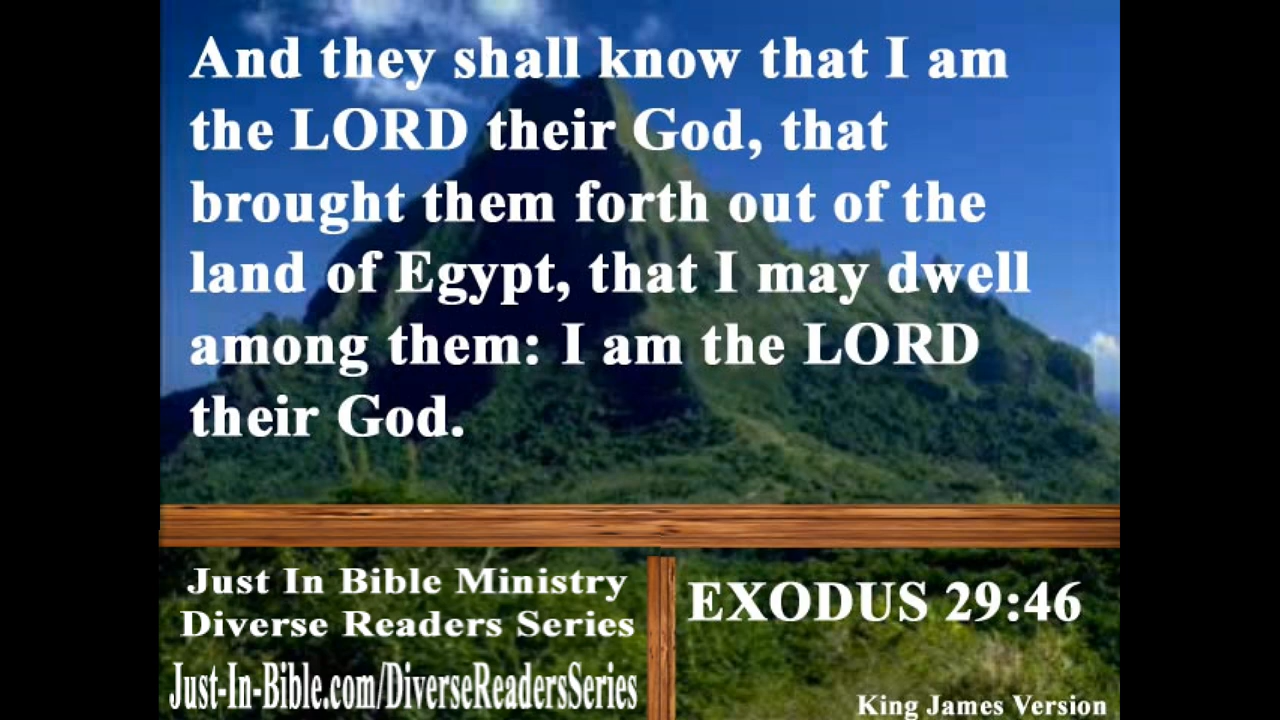 And they shall know that I am
the LORD their God, that
brought them forth out of the
land of Egypt, that I may dwell
among them: I am the LORD
their God.
Just In Bible Ministry
Diverse Readers Series
Just-In-Bible.com/DiverseReadersSeries
EXODUS 29:46
King James Version